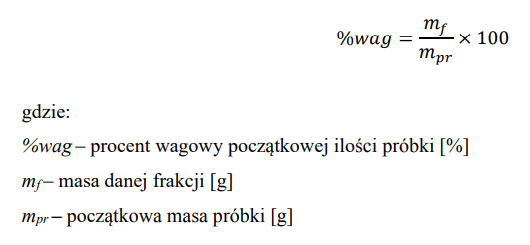 %wag = m_f / m_pr × 100
gdzie:
%wag – procent wagowy początkowej ilości próbki [%]
m_f – masa danej frakcji [g]
m_pr – początkowa masa próbki [g]